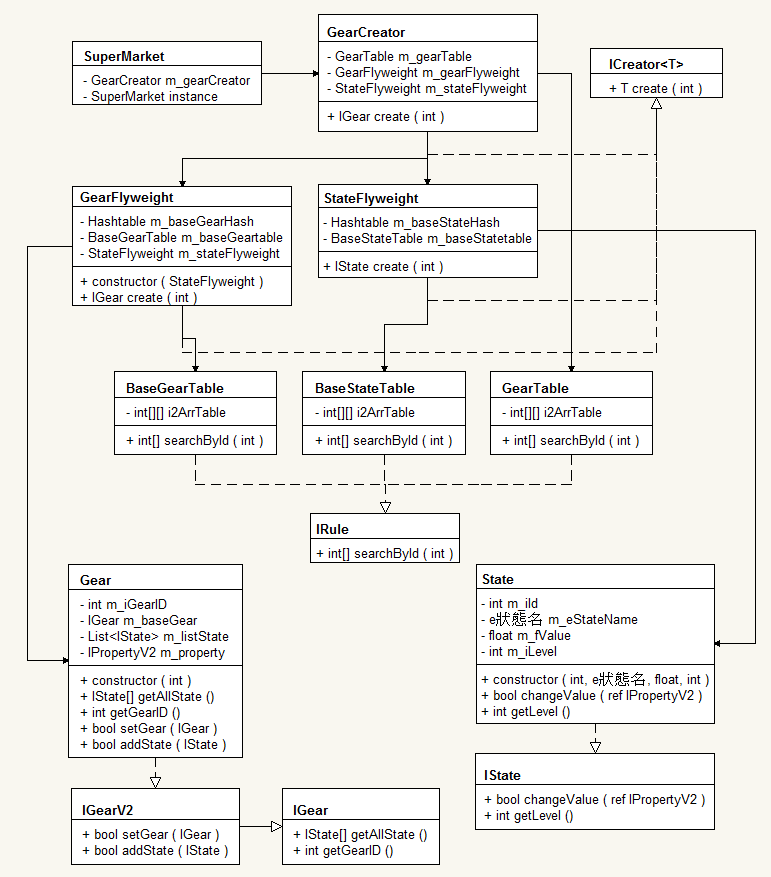 SuperMarket
- GearCreator m_gearCreator
- SuperMarket instance
GearCreator
- GearTable m_gearTable
- GearFlyweight m_gearFlyweight
- StateFlyweight m_stateFlyweight
+ IGear create ( int )
ICreator<T>
+ T create ( int )
GearFlyweight
- Hashtable m_baseGearHash
- BaseGearTable m_baseGeartable
- StateFlyweight m_stateFlyweight
+ constructor ( StateFlyweight )
+ IGear create ( int )
StateFlyweight
- Hashtable m_baseStateHash
- BaseStateTable m_baseStatetable
+ IState create ( int )
BaseGearTable
- int[][] i2ArrTable
+ int[] searchById ( int )
BaseStateTable
- int[][] i2ArrTable
+ int[] searchById ( int )
GearTable
- int[][] i2ArrTable
+ int[] searchById ( int )
IRule
+ int[] searchById ( int )
Gear
- int m_iGearID
- IGear m_baseGear
- List<IState> m_listState
- IPropertyV2 m_property
+ constructor ( int )
+ IState[] getAllState ()
+ int getGearID ()
+ bool setGear ( IGear )
+ bool addState ( IState )
State
- int m_iId
- e狀態名 m_eStateName
- float m_fValue
- int m_iLevel
+ constructor ( int, e狀態名, float, int )
+ bool changeValue ( ref IPropertyV2 )
+ int getLevel ()
IState
+ bool changeValue ( ref IPropertyV2 )
+ int getLevel ()
IGearV2
+ bool setGear ( IGear )
+ bool addState ( IState )
IGear
+ IState[] getAllState ()
+ int getGearID ()